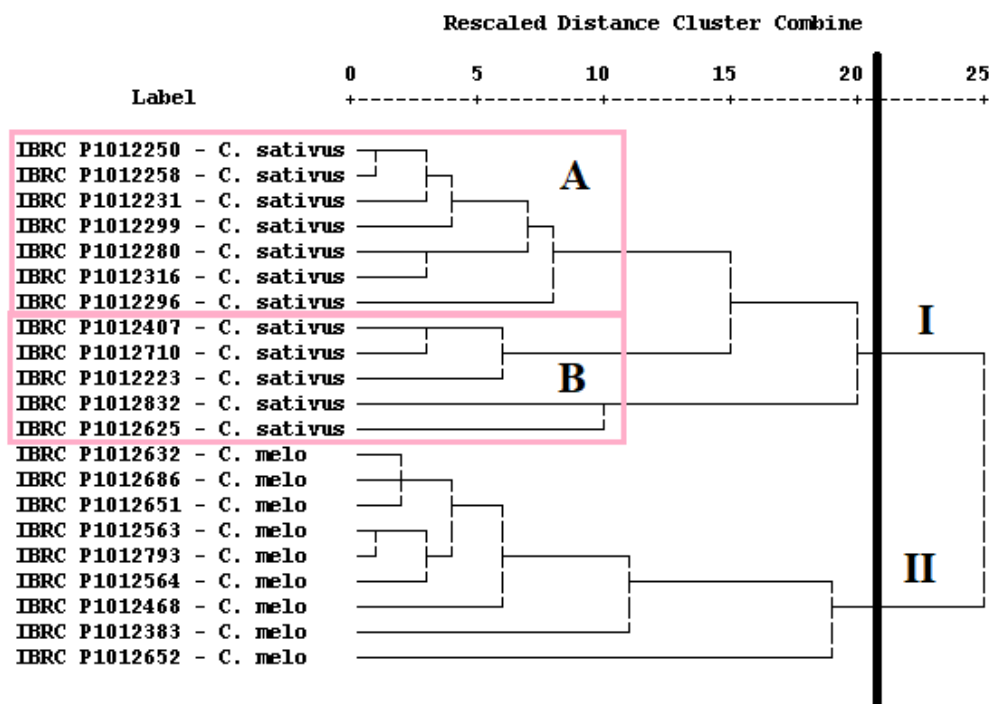 Rescaled Distance Cluster Combine
0 5 10 15 20 25
Label +---------+---------+---------+---------+---------+
IBRC P1012250 - C. sativus
IBRC P1012258 - C. sativus
A
IBRC P1012231 - C. sativus
IBRC P1012299 - C. sativus
IBRC P1012280 - C. sativus
IBRC P1012316 - C. sativus
IBRC P1012296 - C. sativus
I
IBRC P1012407 - C. sativus
IBRC P1012710 - C. sativus
B
IBRC P1012223 - C. sativus
IBRC P1012832 - C. sativus
IBRC P1012625 - C. sativus
IBRC P1012632 - C. melo
IBRC P1012686 - C. melo
IBRC P1012651 - C. melo
IBRC P1012563 - C. melo
IBRC P1012793 - C. melo
II
IBRC P1012564 - C. melo
IBRC P1012468 - C. melo
IBRC P1012383 - C. melo
IBRC P1012652 - C. melo